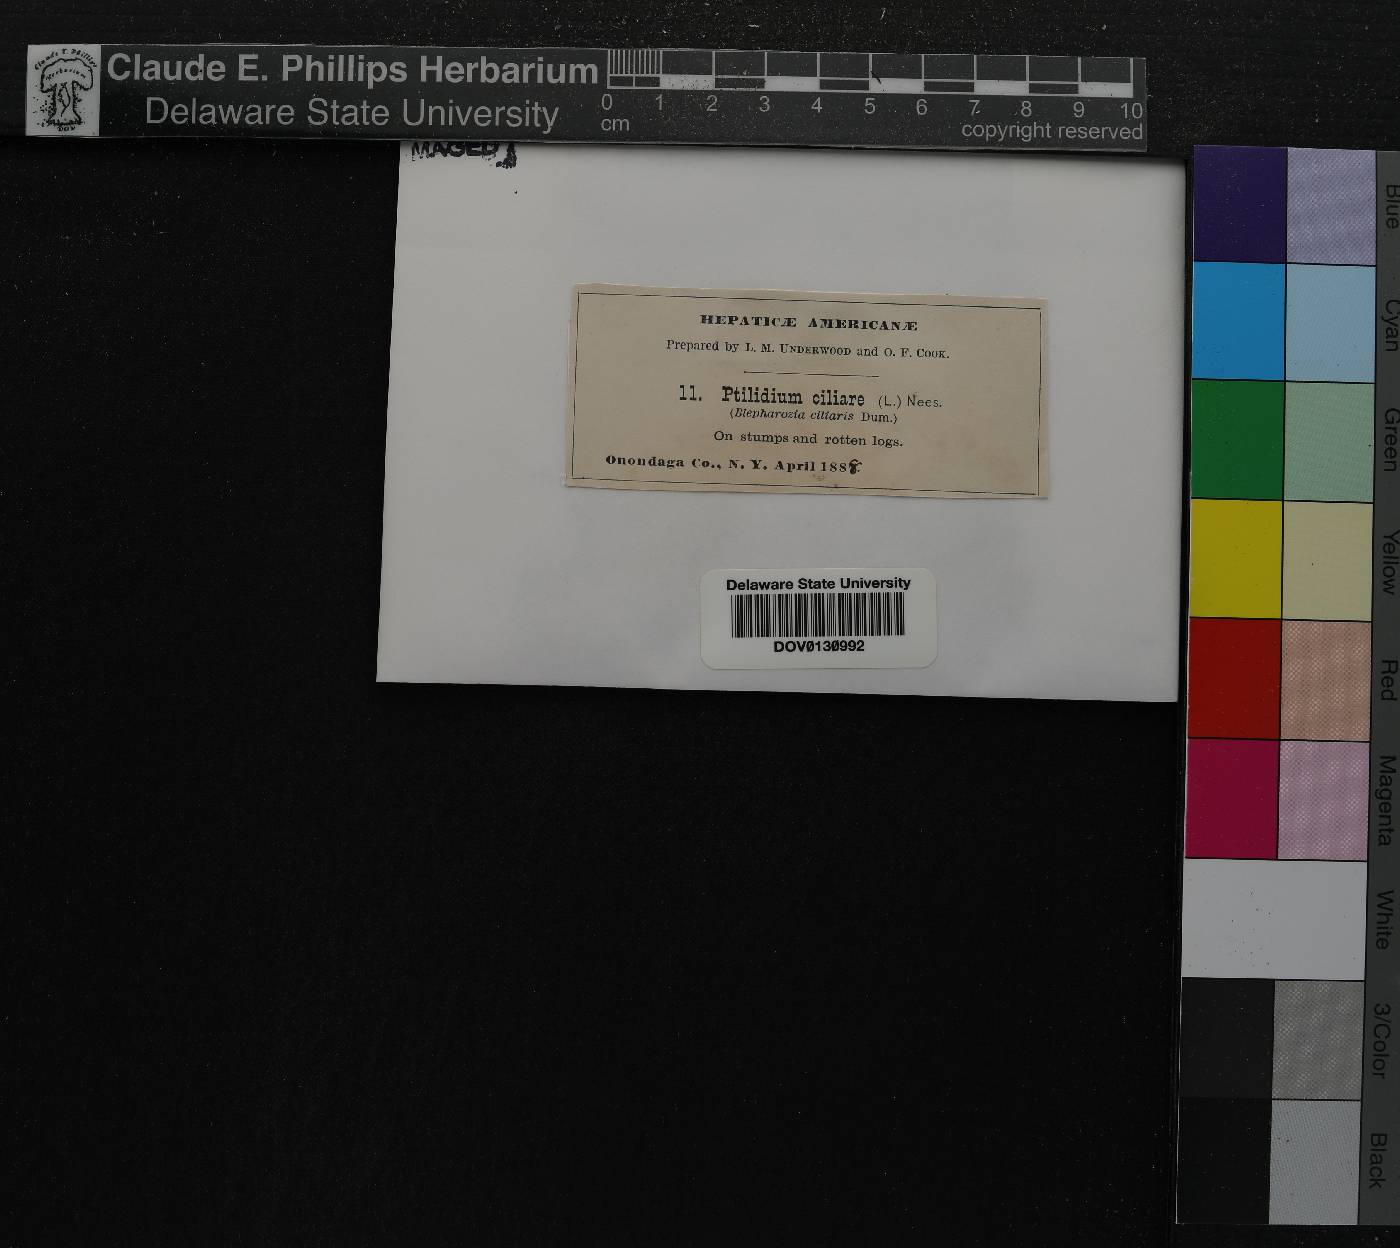 Claude E. Phillips Herbarium
Delaware State University
0 1 2 3 4 5 6 7 8 9 10
cm
copyright reserved
MAGED
HEPATICÆ AMERICANÆ
Prepared by L. M. UNDERWOOD and O. F. COOK.
11. Ptilidium ciliare (L.) Nees.
(Blepharozia ciliaris Dum.)
On stumps and rotten logs.
Onondaga Co., N. Y. April 1888.
Delaware State University
DOV0130992
Blue
Cyan
Green
Yellow
Red
Magenta
White
3/Color
Black